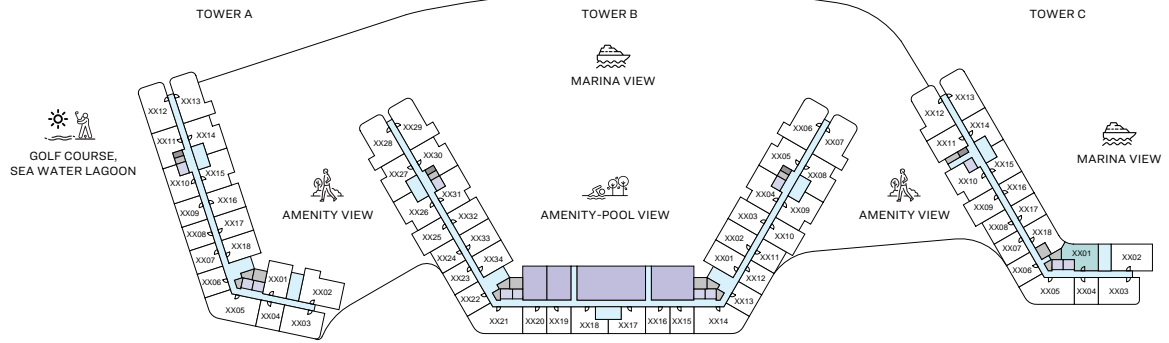 TOWER A
TOWER B
TOWER C
MARINA VIEW
GOLF COURSE,
SEA WATER LAGOON
AMENITY VIEW
AMENITY-POOL VIEW
AMENITY VIEW
MARINA VIEW
XX12
XX13
XX11
XX14
XX10
XX15
XX09
XX16
XX08
XX17
XX07
XX18
XX06
XX01
XX02
XX05
XX04
XX03
XX28
XX29
XX27
XX30
XX26
XX31
XX25
XX32
XX24
XX33
XX23
XX34
XX22
XX21
XX20
XX19
XX18
XX17
XX16
XX15
XX14
XX06
XX07
XX05
XX08
XX04
XX09
XX03
XX10
XX02
XX11
XX01
XX12
XX13
XX12
XX13
XX11
XX14
XX10
XX15
XX09
XX16
XX08
XX17
XX07
XX18
XX06
XX01
XX02
XX05
XX04
XX03